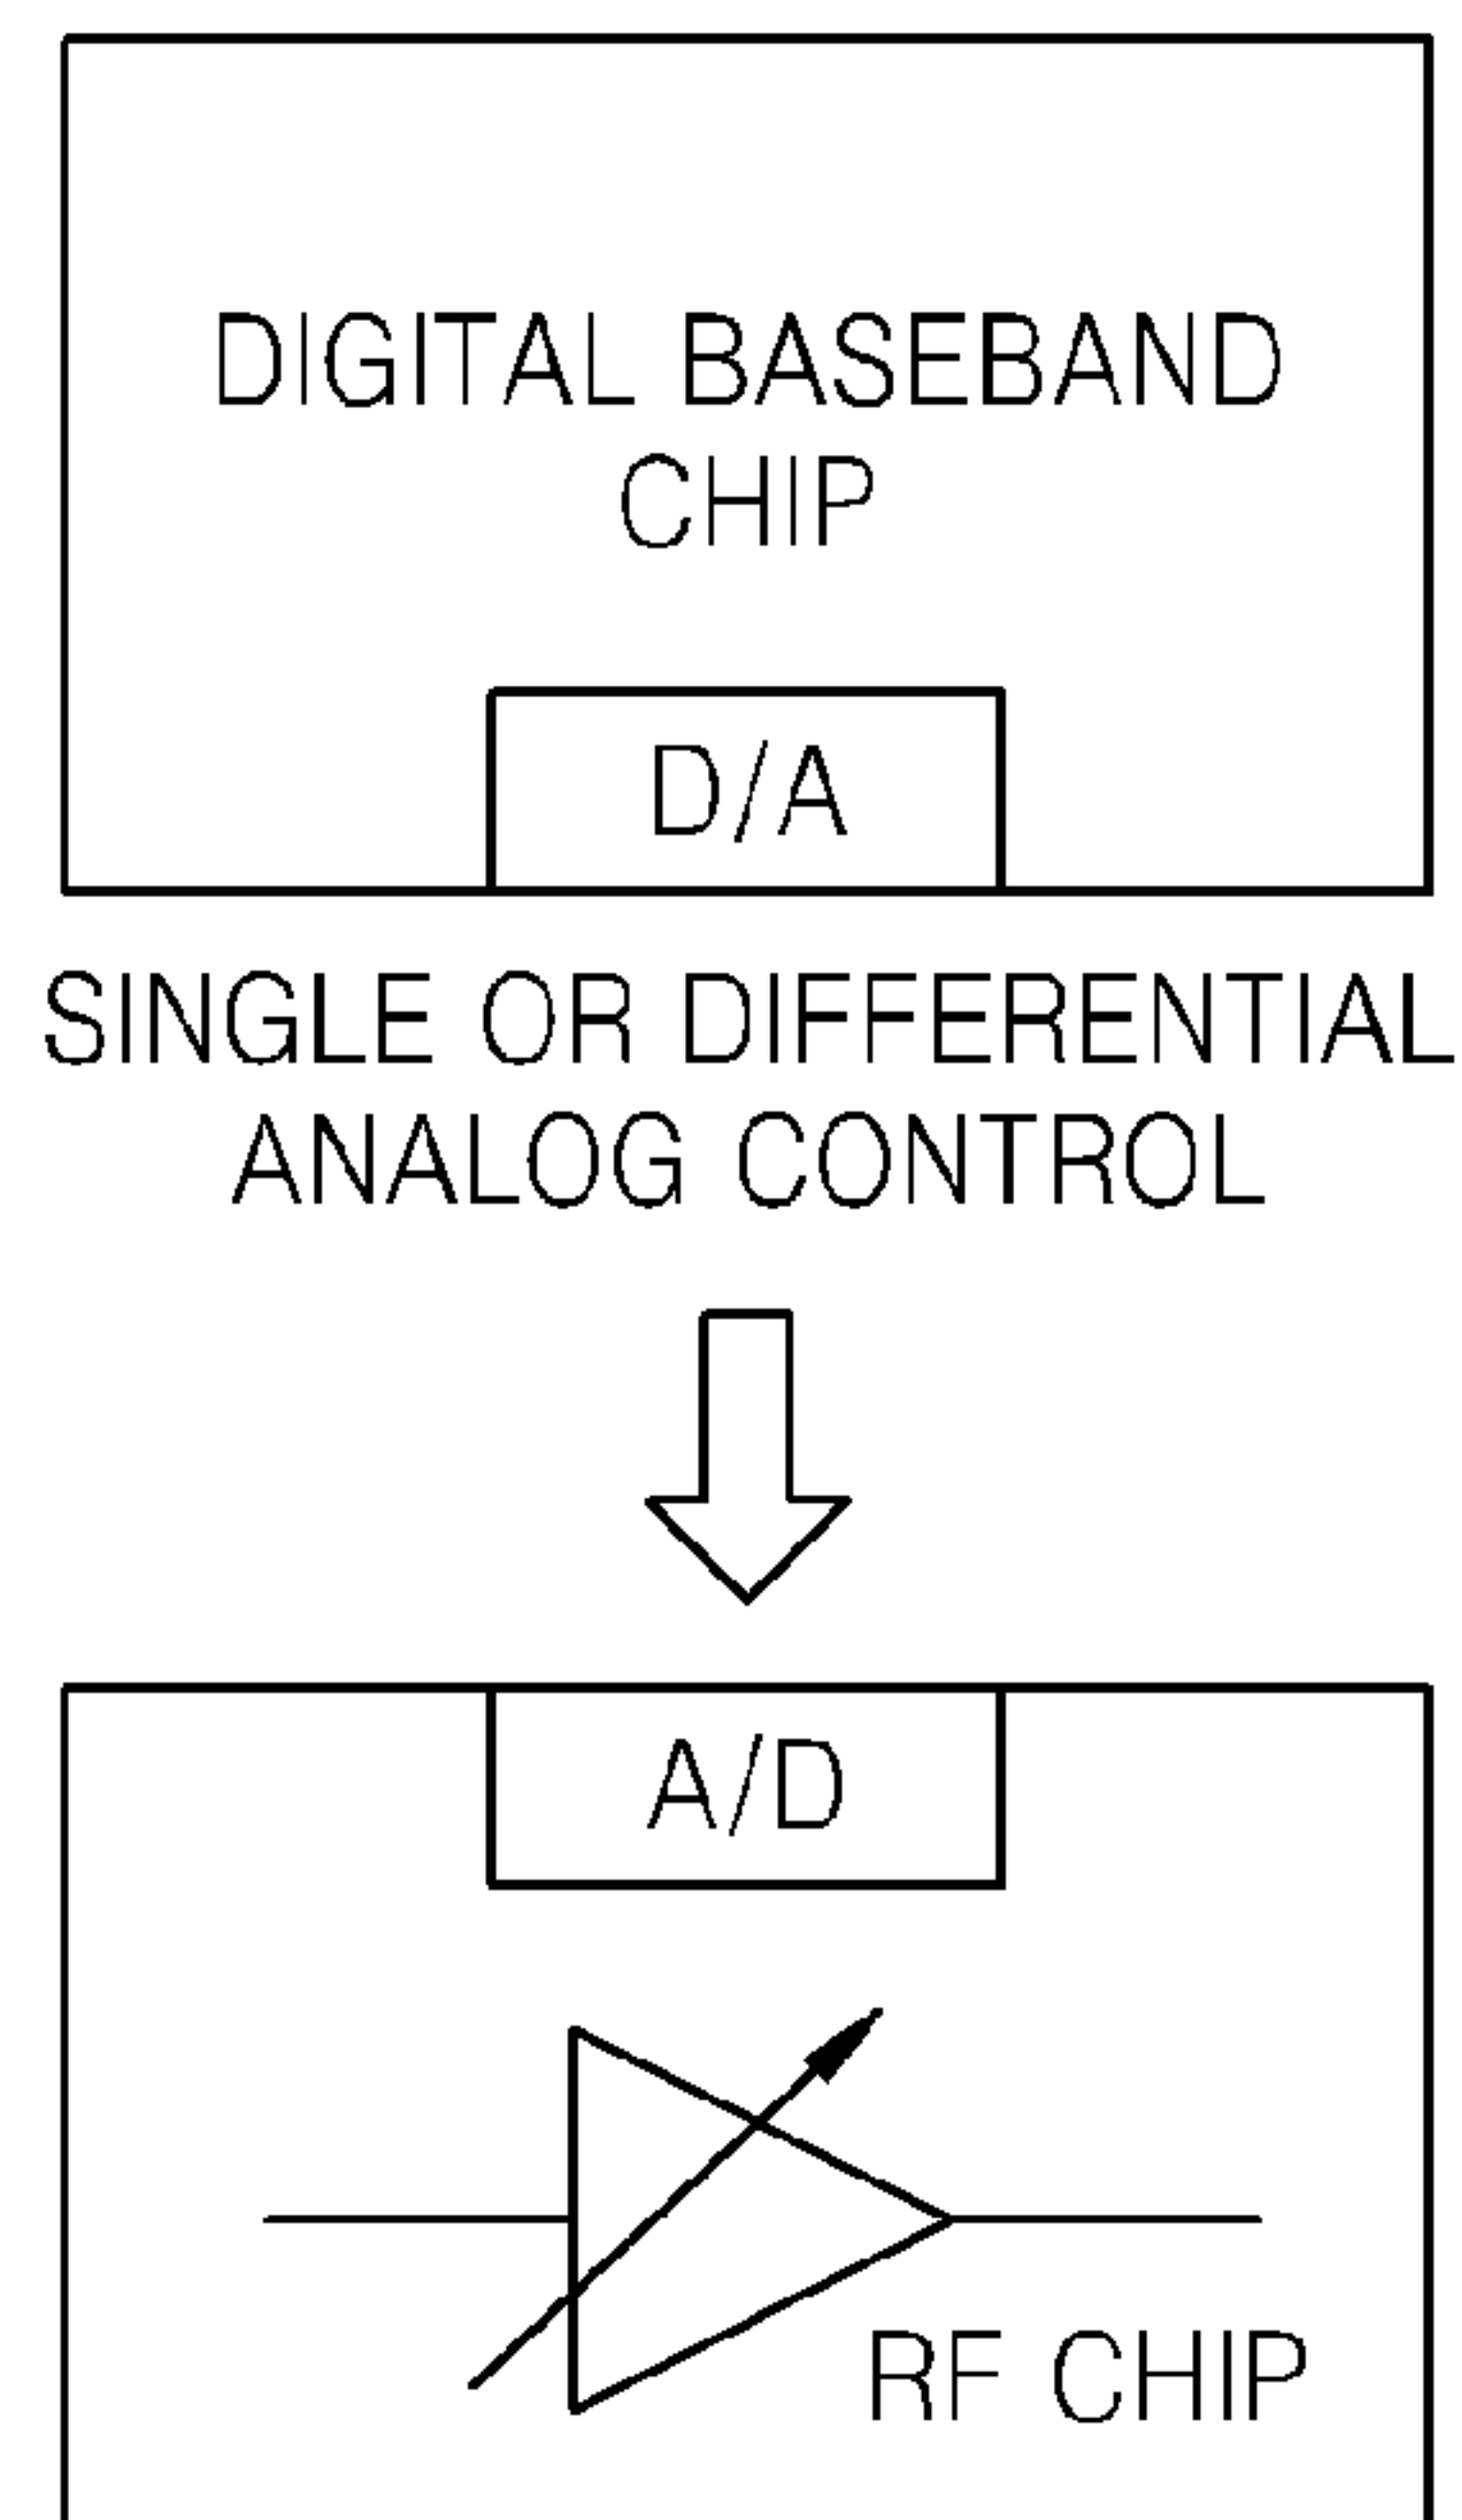 DIGITAL BASEBAND
CHIP
D/A
SINGLE OR DIFFERENTIAL
ANALOG CONTROL
A/D
RF CHIP